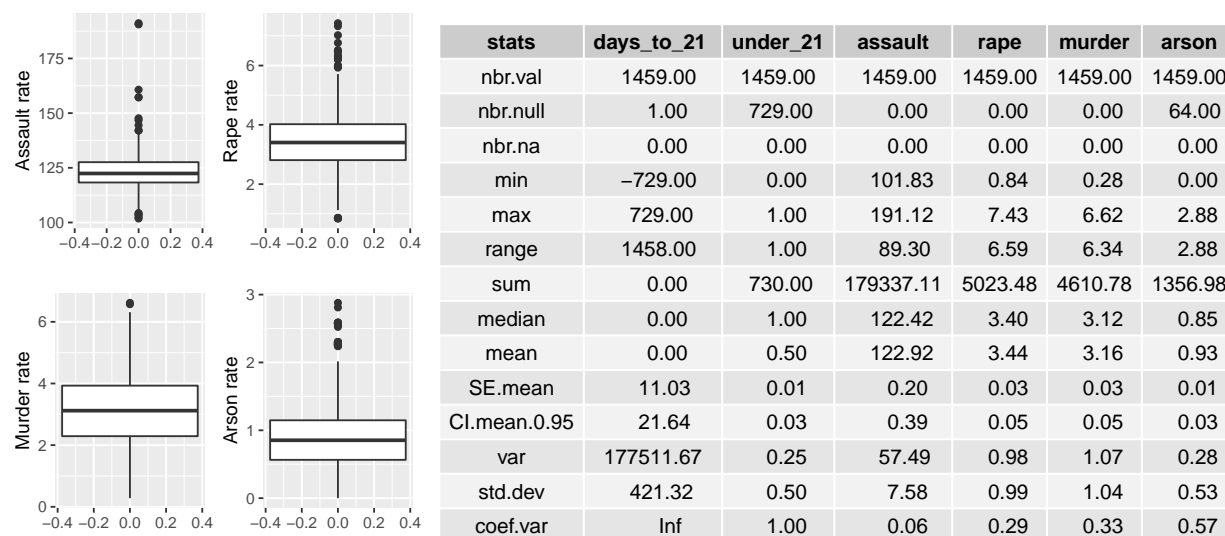 Assault rate
175
150
125
100
−0.4 −0.2 0.0 0.2 0.4
Rape rate
6
4
2
−0.4 −0.2 0.0 0.2 0.4
Murder rate
6
4
2
0
−0.4 −0.2 0.0 0.2 0.4
Arson rate
3
2
1
0
−0.4 −0.2 0.0 0.2 0.4
stats days_to_21 under_21 assault rape murder arson
nbr.val 1459.00 1459.00 1459.00 1459.00 1459.00 1459.00
nbr.null 1.00 729.00 0.00 0.00 0.00 64.00
nbr.na 0.00 0.00 0.00 0.00 0.00 0.00
min −729.00 0.00 101.83 0.84 0.28 0.00
max 729.00 1.00 191.12 7.43 6.62 2.88
range 1458.00 1.00 89.30 6.59 6.34 2.88
sum 0.00 730.00 179337.11 5023.48 4610.78 1356.98
median 0.00 1.00 122.42 3.40 3.12 0.85
mean 0.00 0.50 122.92 3.44 3.16 0.93
SE.mean 11.03 0.01 0.20 0.03 0.03 0.01
CI.mean.0.95 21.64 0.03 0.39 0.05 0.05 0.03
var 177511.67 0.25 57.49 0.98 1.07 0.28
std.dev 421.32 0.50 7.58 0.99 1.04 0.53
coef.var Inf 1.00 0.06 0.29 0.33 0.57